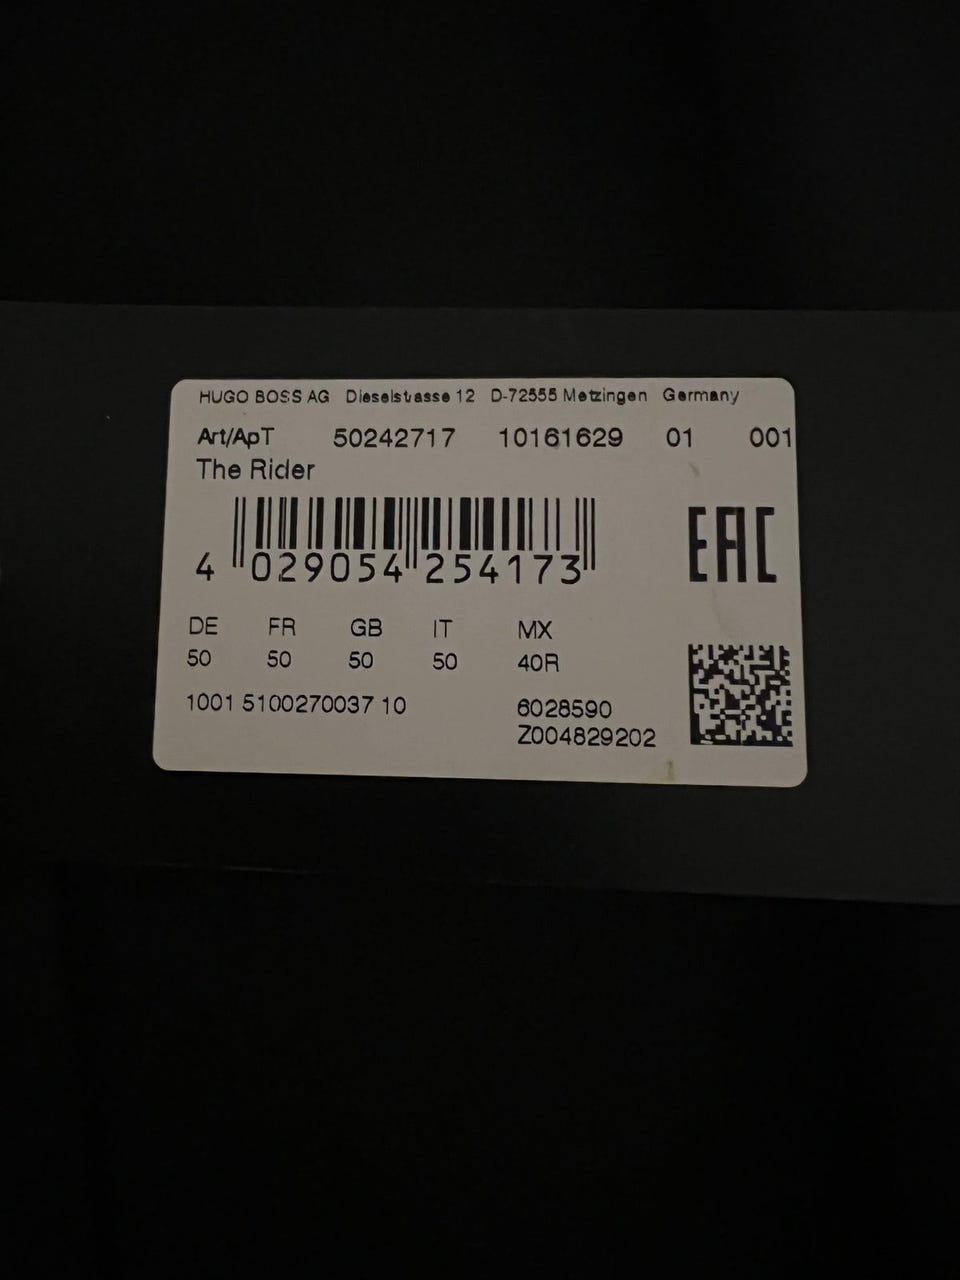 HUGO BOSS AG Dieselstrasse 12 D-72555 Metzingen Germany
Art/ApT 50242717 10161629 01 001
The Rider
4 029054 254173
EAC
DE FR GB IT MX
50 50 50 50 40R
1001 5100270037 10 6028590
Z004829202